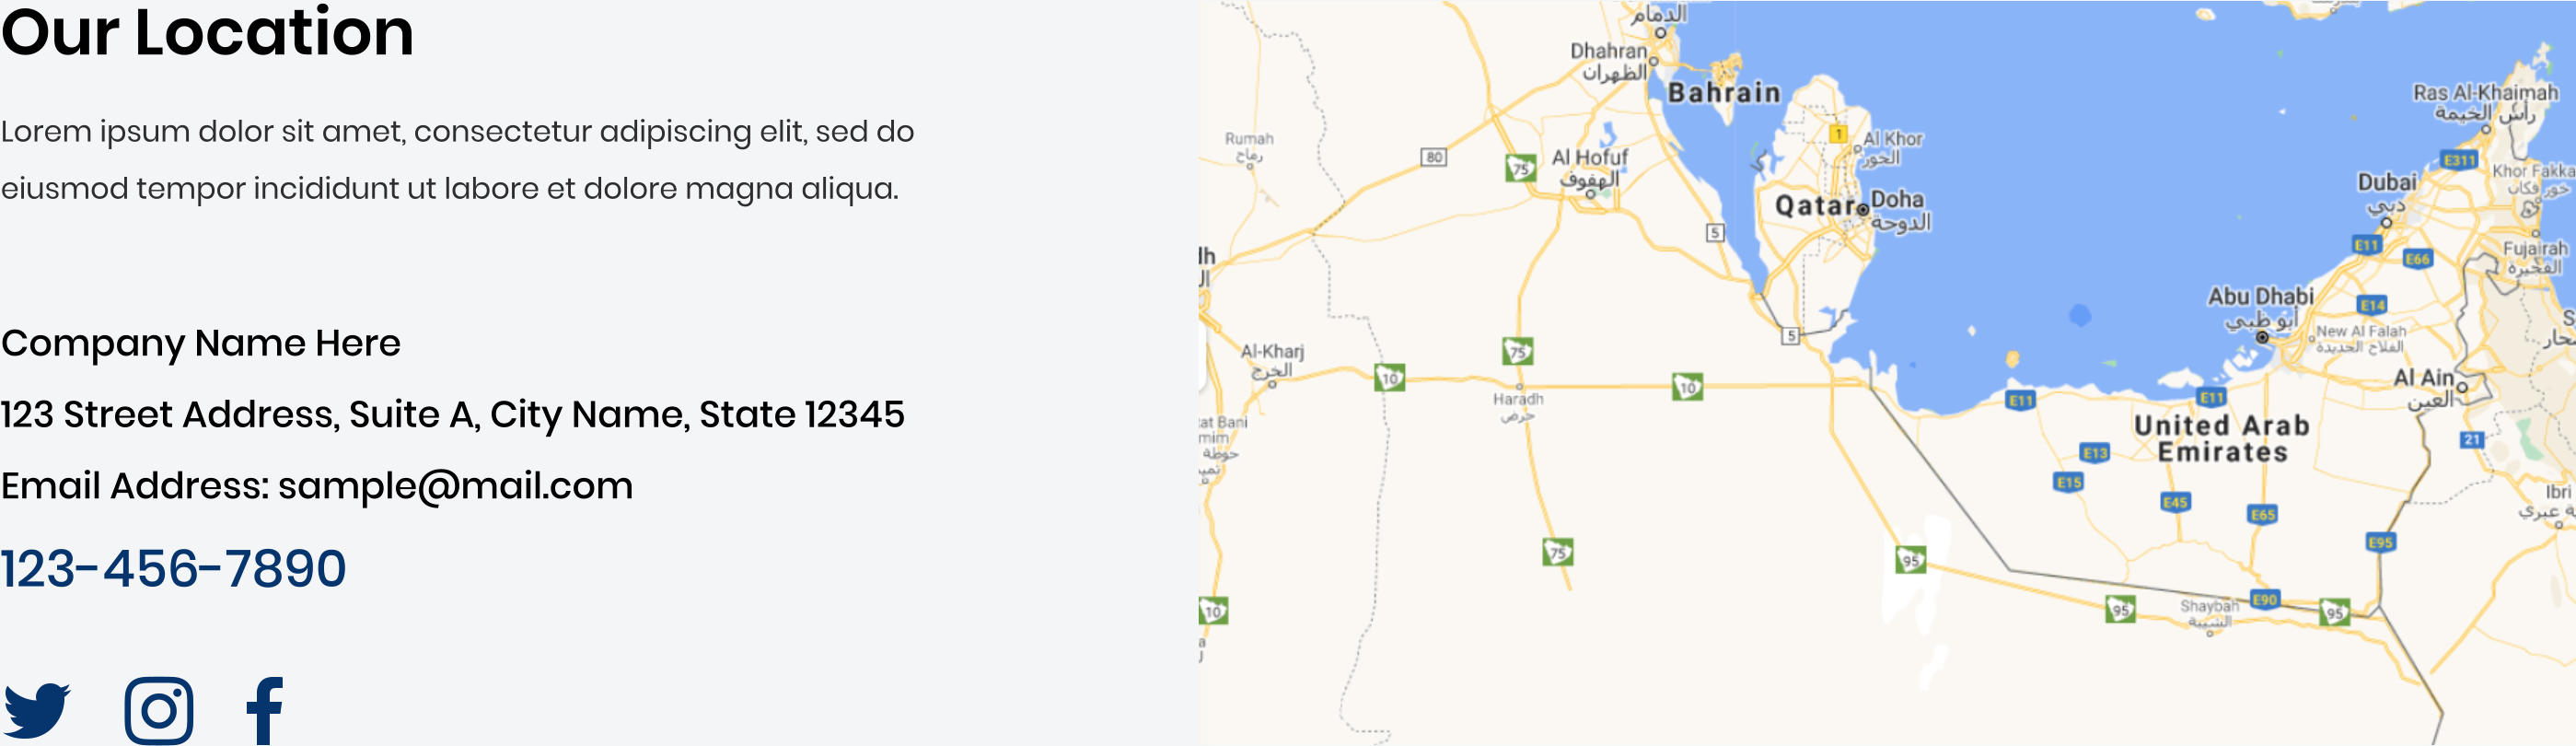 Our Location
Lorem ipsum dolor sit amet, consectetur adipiscing elit, sed do
eiusmod tempor incididunt ut labore et dolore magna aliqua.
Company Name Here
123 Street Address, Suite A, City Name, State 12345
Email Address: sample@mail.com
123-456-7890
الدمام
Dhahran
الظهران
Bahrain
Rumah
رماح
80
75
Al Hofuf
الهفوف
1
Al Khor
الخور
Qatar
Doha
الدوحة
5
5
Ras Al-Khaimah
رأس الخيمة
E311
Khor Fakka
خور فكان
Dubai
دبي
E11
E66
Fujairah
الفجيرة
Abu Dhabi
أبو ظبي
E14
New Al Falah
الفلاح الجديدة
Al-Kharj
الخرج
10
75
10
Haradh
حرض
E11
E11
Al Ain
العين
United Arab
Emirates
21
E13
E15
E45
E65
Ibri
عبري
E95
75
95
10
95
Shaybah
الشيبة
E90
95